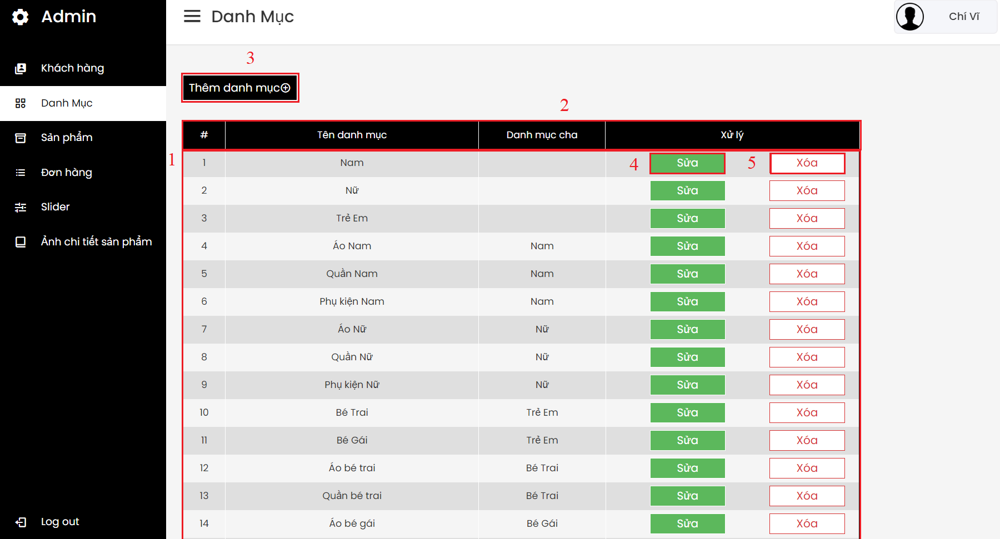 Admin
Danh Mục
Chí Vĩ
Khách hàng
Danh Mục
Sản phẩm
Đơn hàng
Slider
Ảnh chi tiết sản phẩm
Log out
3
Thêm danh mục
2
# Tên danh mục Danh mục cha Xử lý
1
1 Nam 4 Sửa 5 Xóa
2 Nữ Sửa Xóa
3 Trẻ Em Sửa Xóa
4 Áo Nam Nam Sửa Xóa
5 Quần Nam Nam Sửa Xóa
6 Phụ kiện Nam Nam Sửa Xóa
7 Áo Nữ Nữ Sửa Xóa
8 Quần Nữ Nữ Sửa Xóa
9 Phụ kiện Nữ Nữ Sửa Xóa
10 Bé Trai Trẻ Em Sửa Xóa
11 Bé Gái Trẻ Em Sửa Xóa
12 Áo bé trai Bé Trai Sửa Xóa
13 Quần bé trai Bé Trai Sửa Xóa
14 Áo bé gái Bé Gái Sửa Xóa